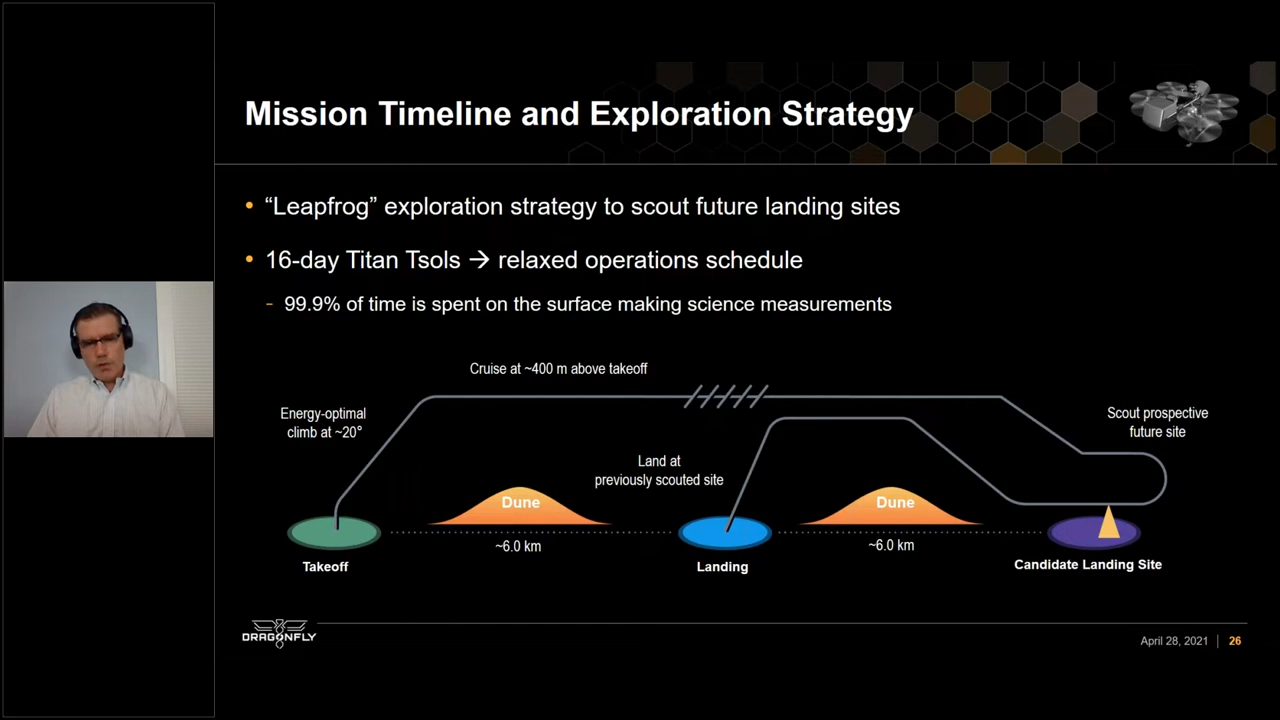 Mission Timeline and Exploration Strategy
• “Leapfrog” exploration strategy to scout future landing sites
• 16-day Titan Tsols → relaxed operations schedule
- 99.9% of time is spent on the surface making science measurements
Cruise at ~400 m above takeoff
Energy-optimal
climb at ~20°
Scout prospective
future site
Land at
previously scouted site
Dune
Dune
~6.0 km
~6.0 km
Takeoff
Landing
Candidate Landing Site
DRAGONFLY
April 28, 2021 | 26